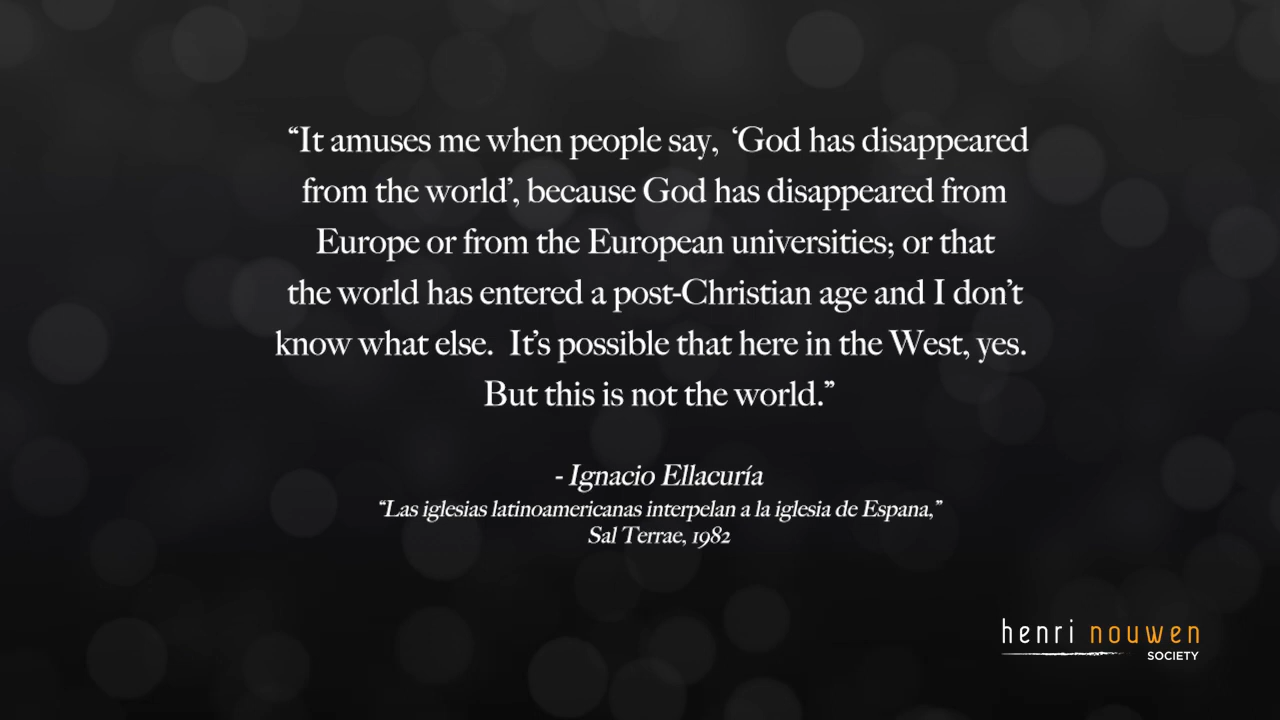 “It amuses me when people say, ‘God has disappeared
from the world’, because God has disappeared from
Europe or from the European universities; or that
the world has entered a post-Christian age and I don’t
know what else. It’s possible that here in the West, yes.
But this is not the world.”
- Ignacio Ellacuría
“Las iglesias latinoamericanas interpelan a la iglesia de Espana,”
Sal Terrae, 1982
henri nouwen
SOCIETY